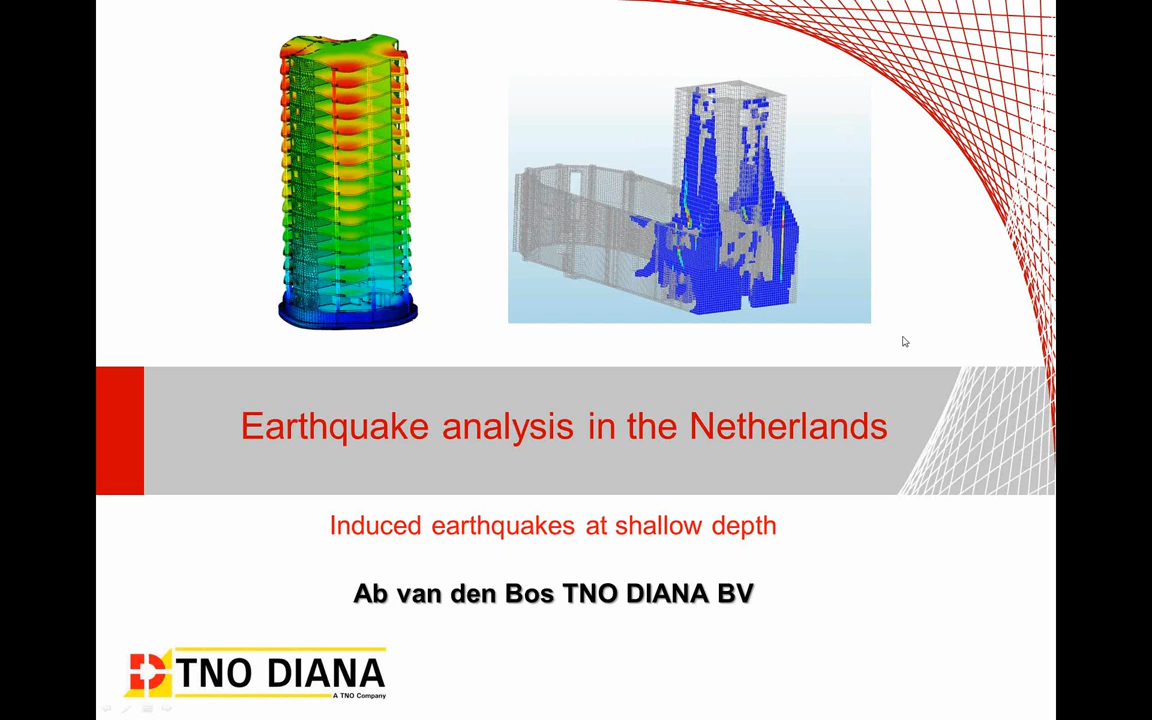 Earthquake analysis in the Netherlands
Induced earthquakes at shallow depth
Ab van den Bos TNO DIANA BV
TNO DIANA
A TNO Company